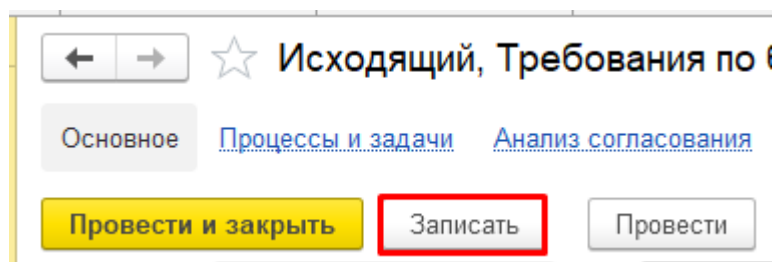 Исходящий, Требования по
Основное Процессы и задачи Анализ согласования
Провести и закрыть Записать Провести